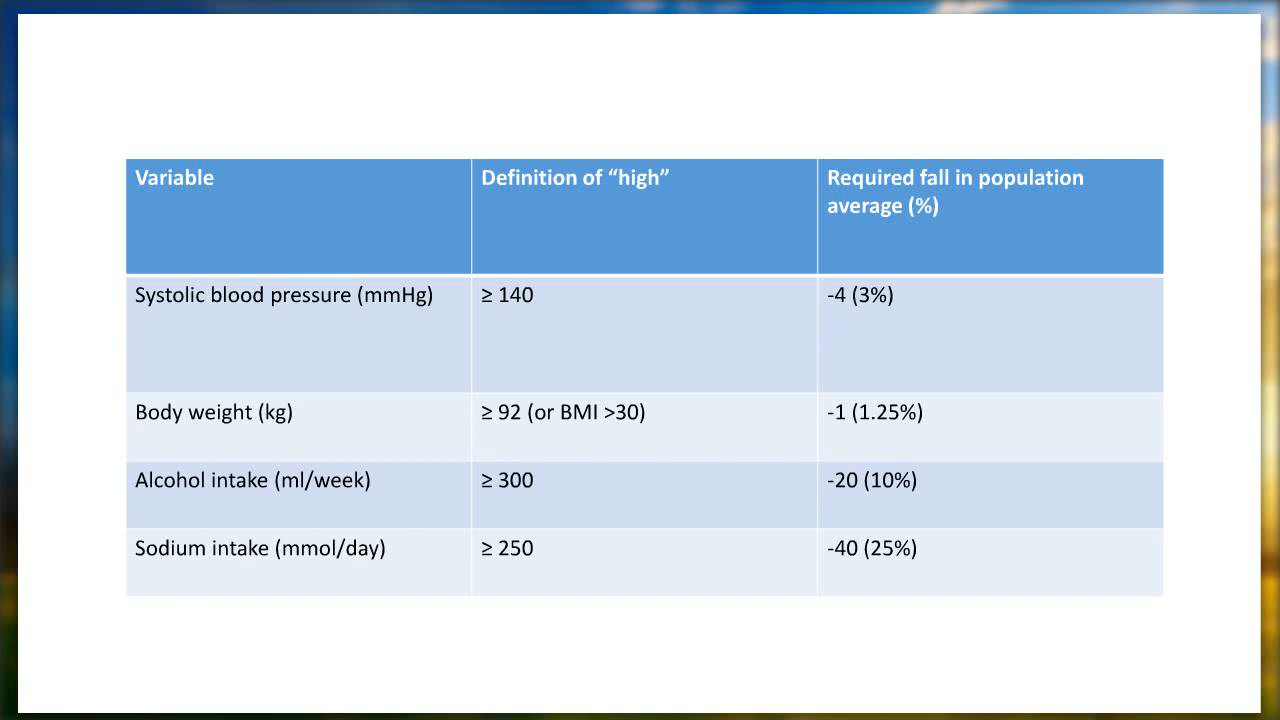 Variable
Definition of “high”
Required fall in population
average (%)
Systolic blood pressure (mmHg)
≥ 140
-4 (3%)
Body weight (kg)
≥ 92 (or BMI >30)
-1 (1.25%)
Alcohol intake (ml/week)
≥ 300
-20 (10%)
Sodium intake (mmol/day)
≥ 250
-40 (25%)